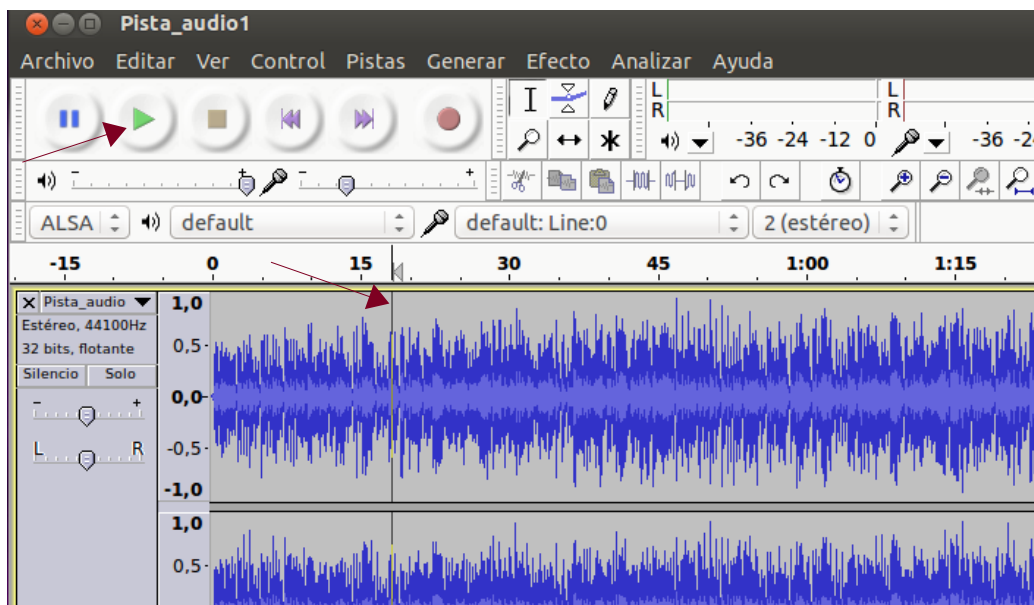 Pista_audio1
Archivo Editar Ver Control Pistas Generar Efecto Analizar Ayuda
L
R
L
R
-36 -24 -12 0
-36 -24
- +
- +
ALSA default default: Line:0 2 (estéreo)
-15 0 15 30 45 1:00 1:15
X Pista_audio
Estéreo, 44100Hz
32 bits, flotante
Silencio Solo
- +
L R
1,0
0,5
0,0
-0,5
-1,0
1,0
0,5